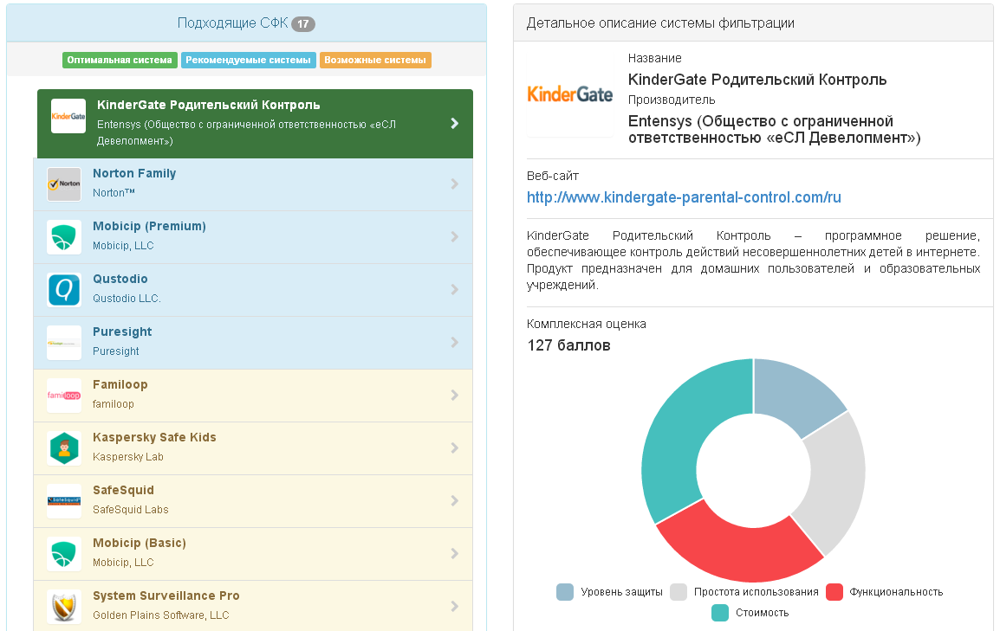 Подходящие СФК 17
Оптимальная система Рекомендуемые системы Возможные системы
KinderGate
KinderGate Родительский Контроль
Entensys (Общество с ограниченной ответственностью «еСЛ
Девелопмент»)
Norton
Norton Family
Norton™
Mobicip (Premium)
Mobicip, LLC
Q
Qustodio
Qustodio LLC.
Puresight
Puresight
familoop
Familoop
familoop
Kaspersky Safe Kids
Kaspersky Lab
SafeSquid
SafeSquid
SafeSquid Labs
Mobicip (Basic)
Mobicip, LLC
System Surveillance Pro
Golden Plains Software, LLC
Детальное описание системы фильтрации
KinderGate
Название
KinderGate Родительский Контроль
Производитель
Entensys (Общество с ограниченной
ответственностью «еСЛ Девелопмент»)
Веб-сайт
http://www.kindergate-parental-control.com/ru
KinderGate Родительский Контроль – программное решение,
обеспечивающее контроль действий несовершеннолетних детей в интернете.
Продукт предназначен для домашних пользователей и образовательных
учреждений.
Комплексная оценка
127 баллов
Уровень защиты Простота использования Функциональность
Стоимость